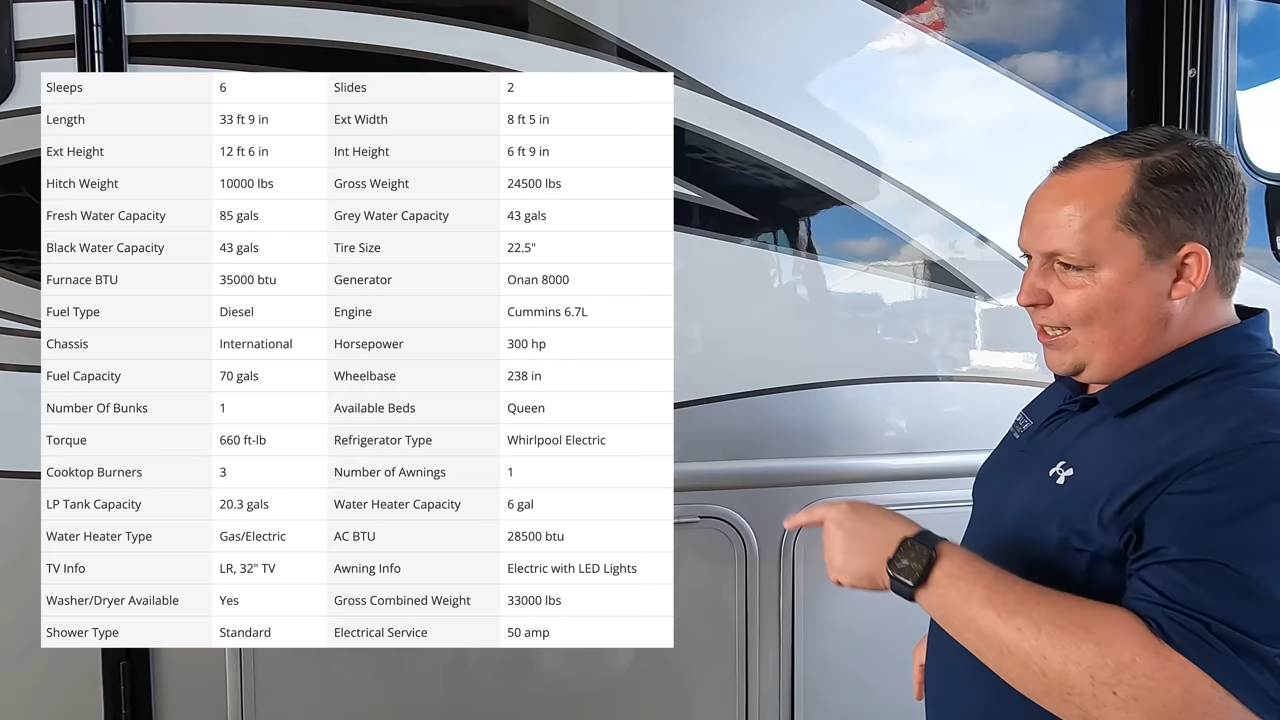 Sleeps 6 Slides 2
Length 33 ft 9 in Ext Width 8 ft 5 in
Ext Height 12 ft 6 in Int Height 6 ft 9 in
Hitch Weight 10000 lbs Gross Weight 24500 lbs
Fresh Water Capacity 85 gals Grey Water Capacity 43 gals
Black Water Capacity 43 gals Tire Size 22.5"
Furnace BTU 35000 btu Generator Onan 8000
Fuel Type Diesel Engine Cummins 6.7L
Chassis International Horsepower 300 hp
Fuel Capacity 70 gals Wheelbase 238 in
Number Of Bunks 1 Available Beds Queen
Torque 660 ft-lb Refrigerator Type Whirlpool Electric
Cooktop Burners 3 Number of Awnings 1
LP Tank Capacity 20.3 gals Water Heater Capacity 6 gal
Water Heater Type Gas/Electric AC BTU 28500 btu
TV Info LR, 32" TV Awning Info Electric with LED Lights
Washer/Dryer Available Yes Gross Combined Weight 33000 lbs
Shower Type Standard Electrical Service 50 amp